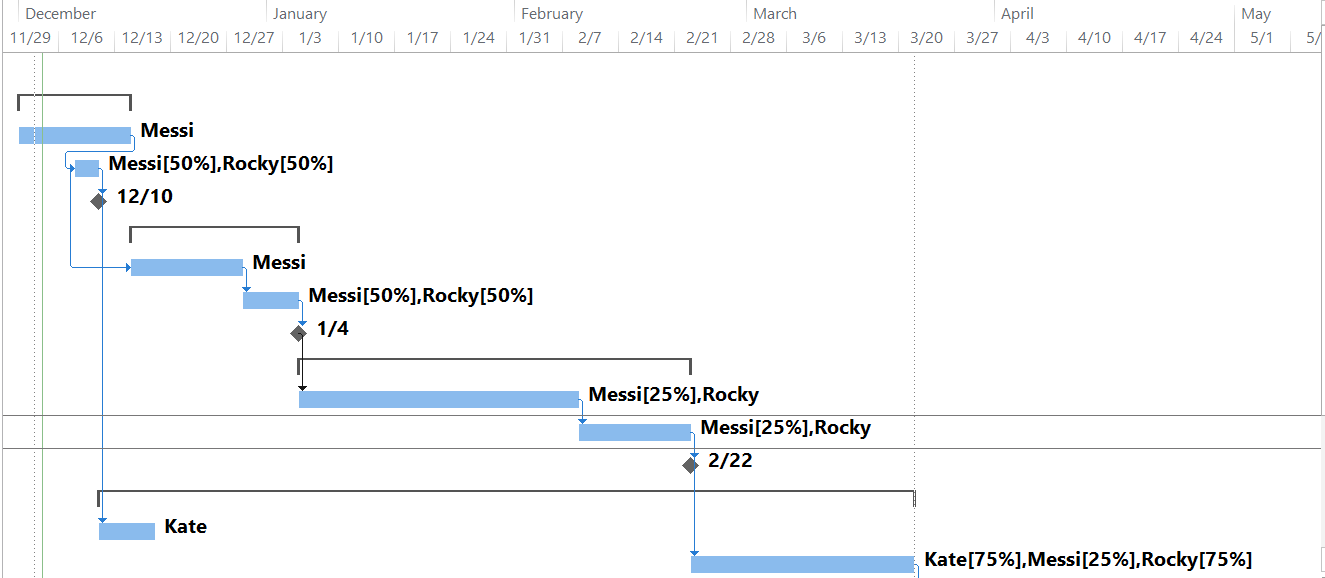 December January February March April May
11/29 12/6 12/13 12/20 12/27 1/3 1/10 1/17 1/24 1/31 2/7 2/14 2/21 2/28 3/6 3/13 3/20 3/27 4/3 4/10 4/17 4/24 5/1 5/
Messi
Messi[50%],Rocky[50%]
12/10
Messi
Messi[50%],Rocky[50%]
1/4
Messi[25%],Rocky
Messi[25%],Rocky
2/22
Kate
Kate[75%],Messi[25%],Rocky[75%]